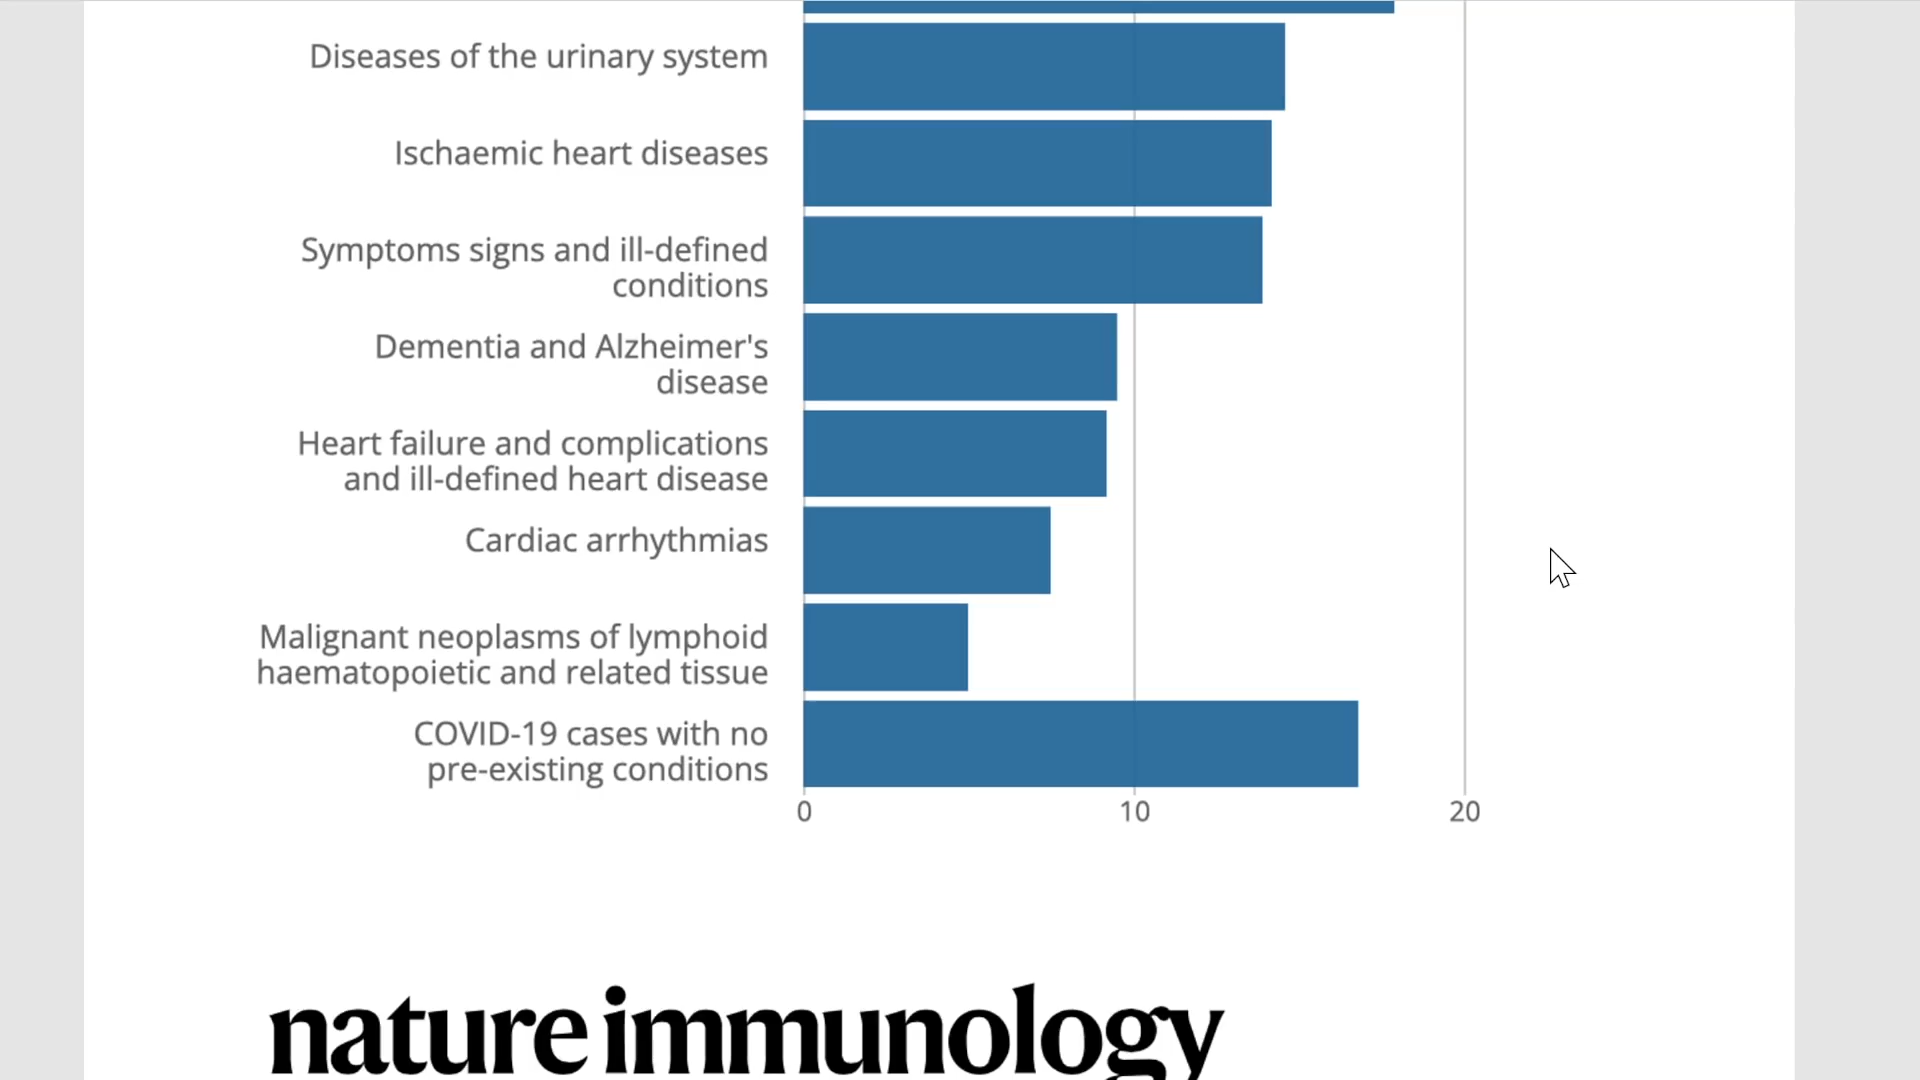 Diseases of the urinary system
Ischaemic heart diseases
Symptoms signs and ill-defined
conditions
Dementia and Alzheimer's
disease
Heart failure and complications
and ill-defined heart disease
Cardiac arrhythmias
Malignant neoplasms of lymphoid
haematopoietic and related tissue
COVID-19 cases with no
pre-existing conditions
0 10 20
nature immunology